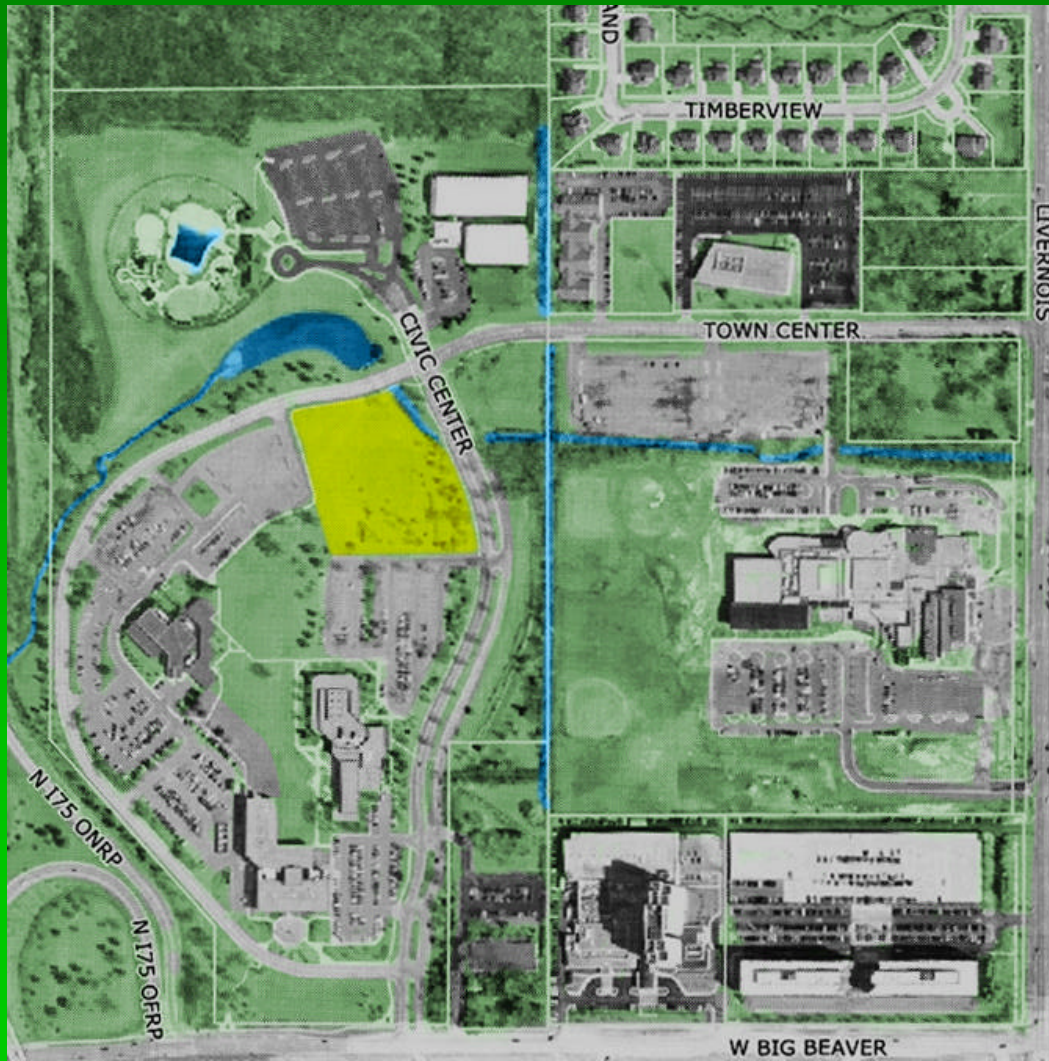 AND
TIMBERVIEW
LIVERNOIS
TOWN CENTER
CIVIC CENTER
N I75 ONRP
N I75 OFRP
W BIG BEAVER